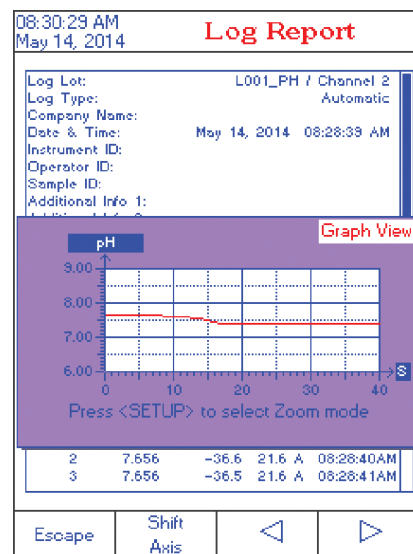 08:30:29 AM
May 14, 2014
Log Report
Log Lot: L001_PH / Channel 2
Log Type: Automatic
Company Name:
Date & Time: May 14, 2014 08:28:39 AM
Instrument ID:
Operator ID:
Sample ID:
Additional Info 1:
Graph View
pH
9.00
8.00
7.00
6.00
0 10 20 30 40 S
Press <SETUP> to select Zoom mode
2 7.656 -36.6 21.6 A 08:28:40AM
3 7.656 -36.5 21.6 A 08:28:41AM
Escape
Shift
Axis